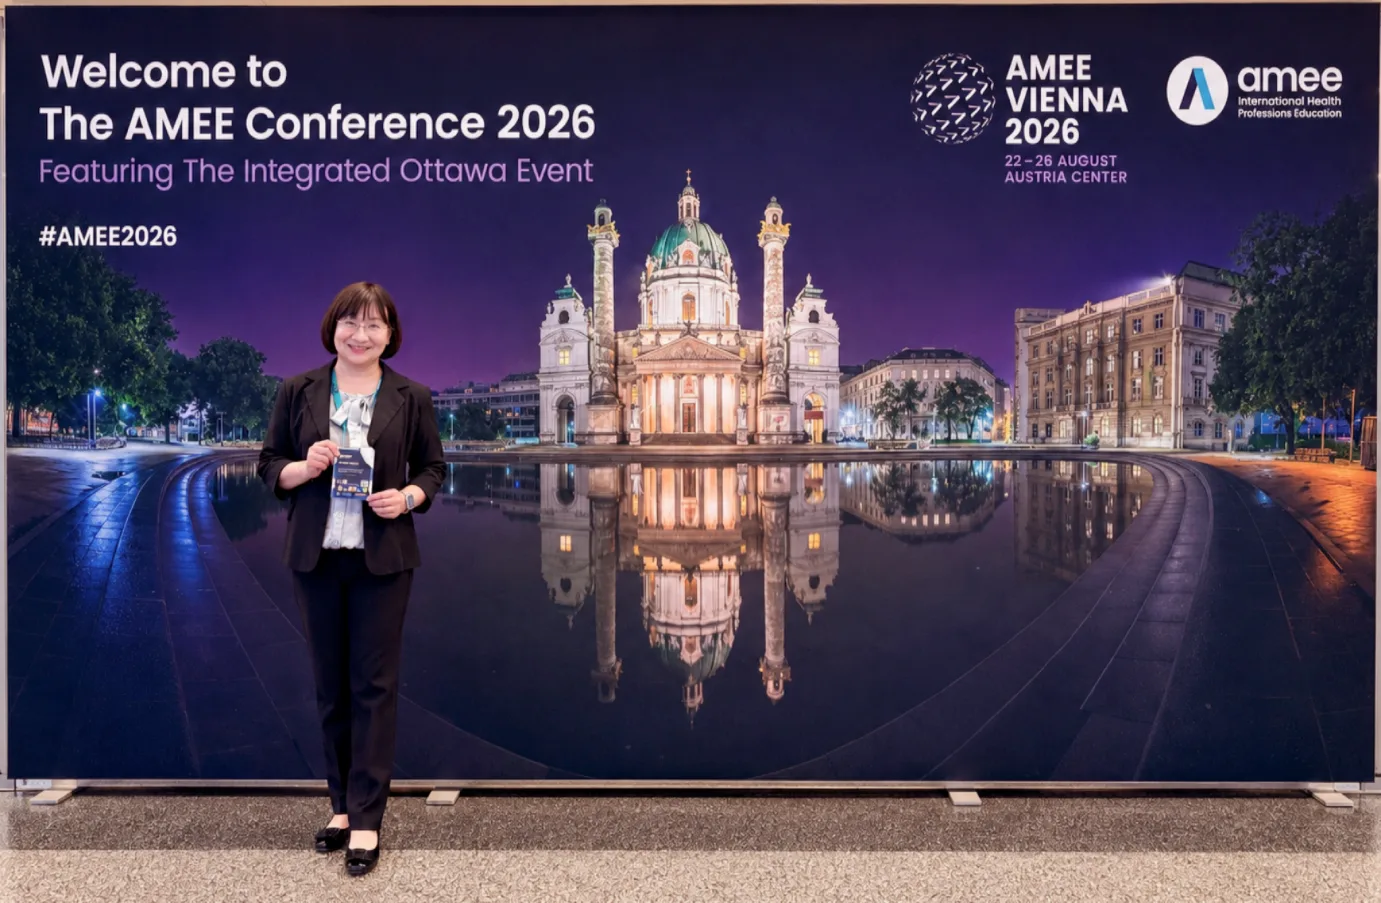 Welcome to
The AMEE Conference 2026
Featuring The Integrated Ottawa Event
#AMEE2026
AMEE
VIENNA
2026
22–26 AUGUST
AUSTRIA CENTER
amee
International Health
Professions Education